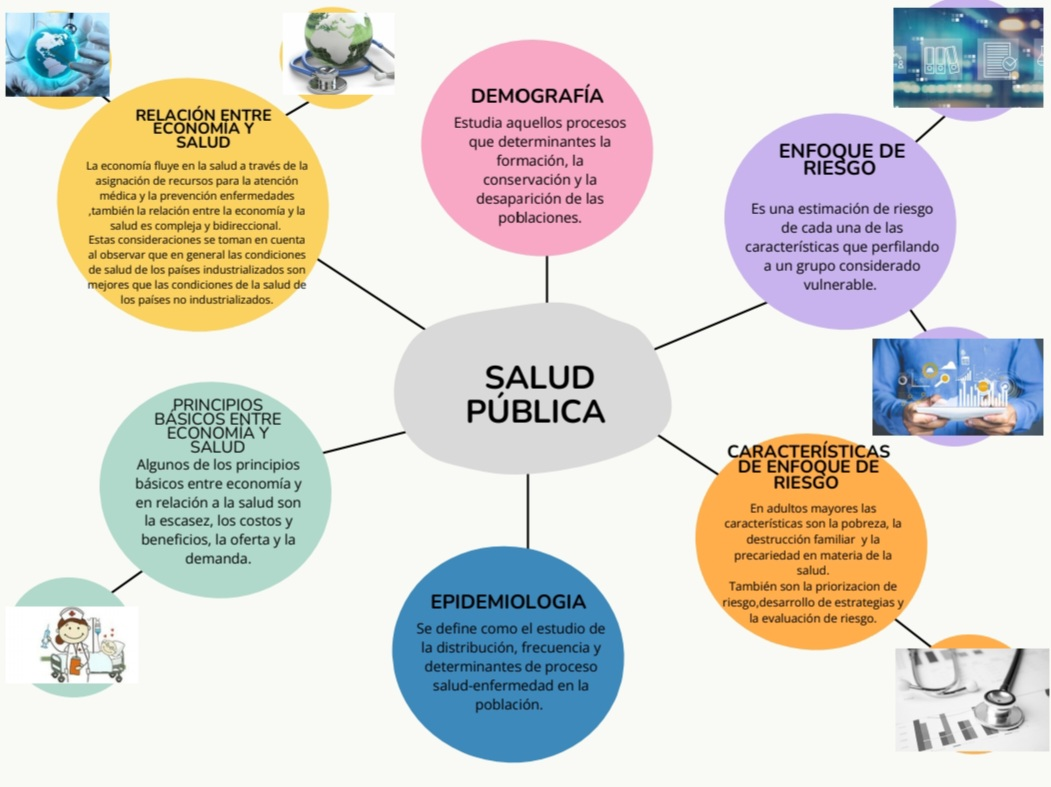 RELACIÓN ENTRE
ECONOMÍA Y
SALUD
La economía fluye en la salud a través de la
asignación de recursos para la atención
médica y la prevención enfermedades
,también la relación entre la economía y la
salud es compleja y bidireccional.
Estas consideraciones se toman en cuenta
al observar que en general las condiciones
de salud de los países industrializados son
mejores que las condiciones de la salud de
los países no industrializados.
DEMOGRAFÍA
Estudia aquellos procesos
que determinantes la
formación, la
conservación y la
desaparición de las
poblaciones.
ENFOQUE DE
RIESGO
Es una estimación de riesgo
de cada una de las
características que perfilando
a un grupo considerado
vulnerable.
SALUD
PÚBLICA
PRINCIPIOS
BÁSICOS ENTRE
ECONOMÍA Y
SALUD
Algunos de los principios
básicos entre economía y
en relación a la salud son
la escasez, los costos y
beneficios, la oferta y la
demanda.
EPIDEMIOLOGIA
Se define como el estudio de
la distribución, frecuencia y
determinantes de proceso
salud-enfermedad en la
población.
CARACTERÍSTICAS
DE ENFOQUE DE
RIESGO
En adultos mayores las
características son la pobreza, la
destrucción familiar y la
precariedad en materia de la
salud.
También son la priorizacion de
riesgo,desarrollo de estrategias y
la evaluación de riesgo.